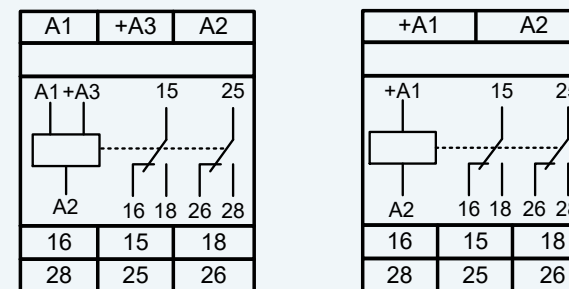 A1 +A3 A2
A1 +A3 15 25
A2 16 18 26 28
16 15 18
28 25 26
+A1 A2
+A1 15
A2 16 18 26
16 15 18
28 25 26